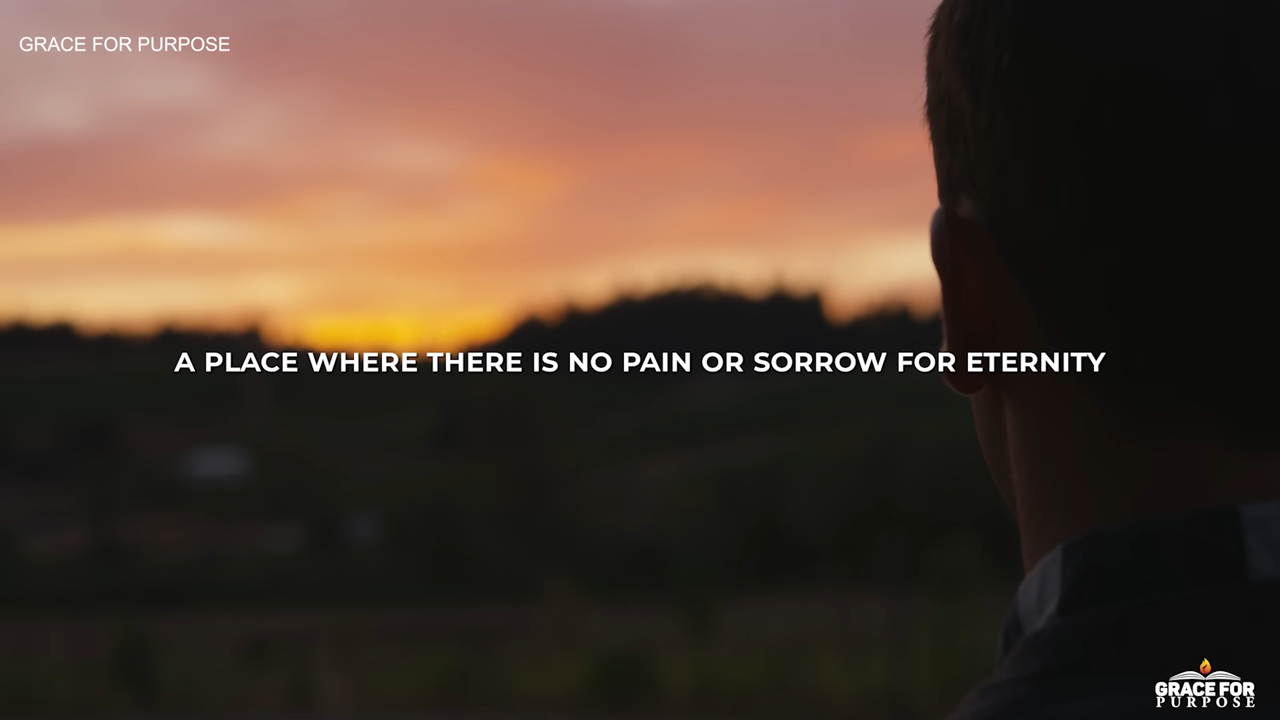 GRACE FOR PURPOSE
A PLACE WHERE THERE IS NO PAIN OR SORROW FOR ETERNITY
GRACE FOR
PURPOSE